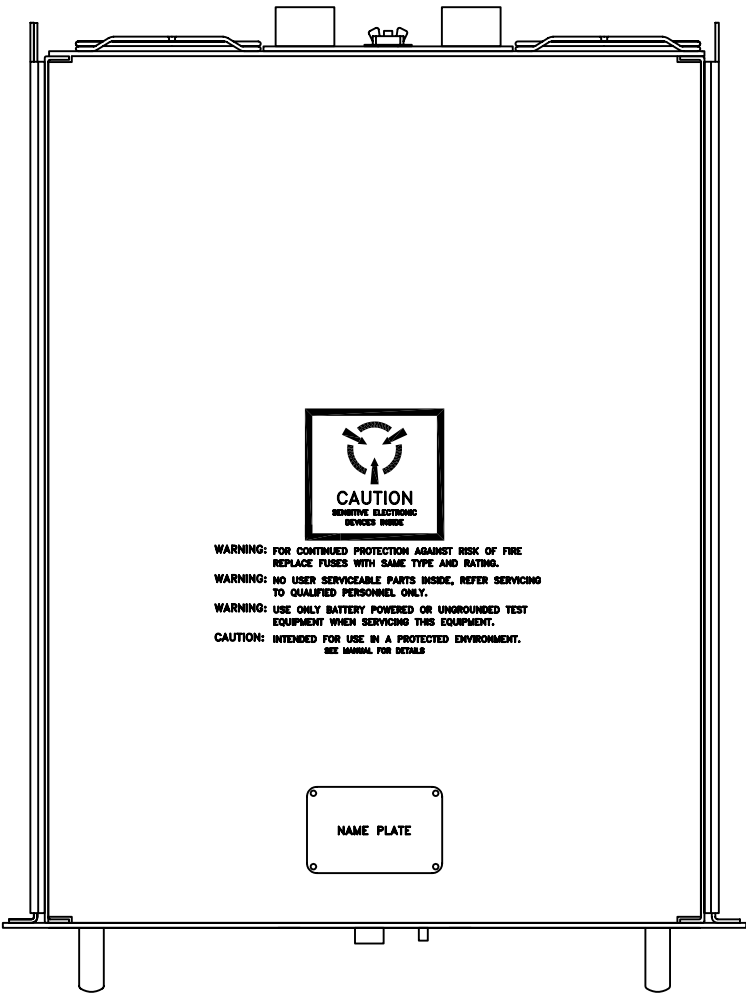 CAUTION
SENSITIVE ELECTRONIC
DEVICES INSIDE
WARNING: FOR CONTINUED PROTECTION AGAINST RISK OF FIRE
REPLACE FUSES WITH SAME TYPE AND RATING.
WARNING: NO USER SERVICEABLE PARTS INSIDE, REFER SERVICING
TO QUALIFIED PERSONNEL ONLY.
WARNING: USE ONLY BATTERY POWERED OR UNGROUNDED TEST
EQUIPMENT WHEN SERVICING THIS EQUIPMENT.
CAUTION: INTENDED FOR USE IN A PROTECTED ENVIRONMENT.
SEE MANUAL FOR DETAILS
NAME PLATE